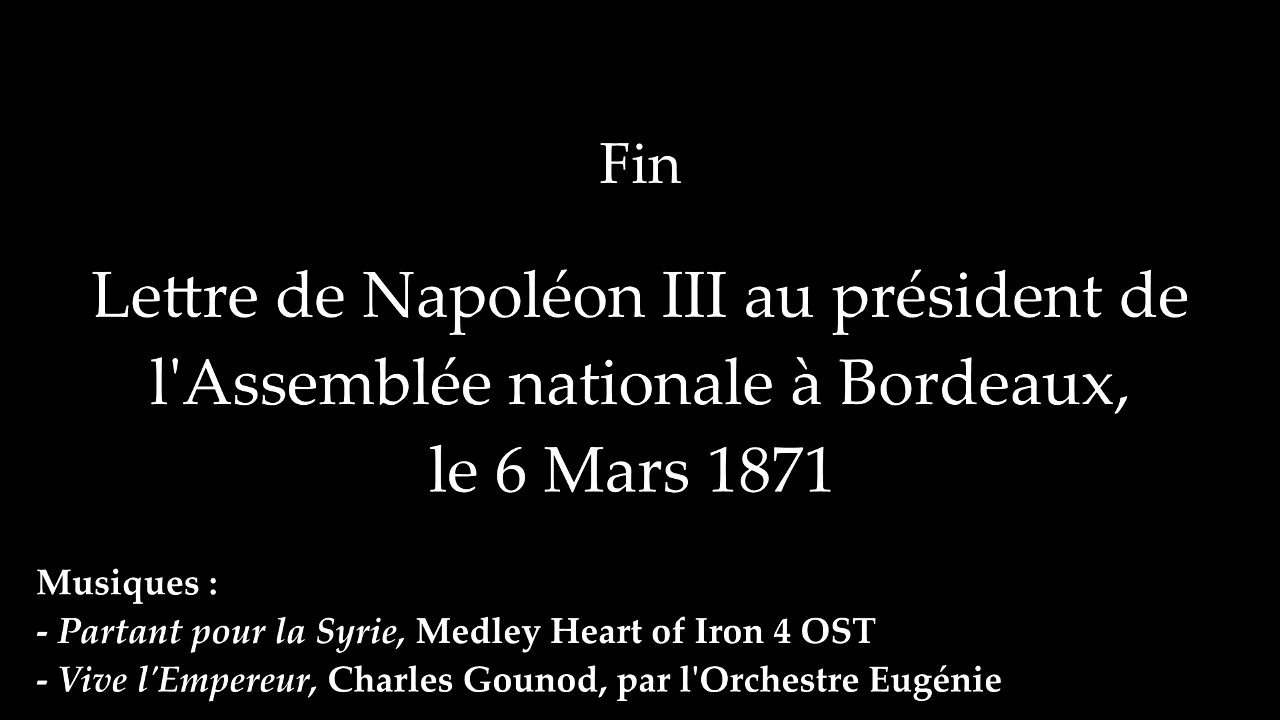 Fin
Lettre de Napoléon III au président de
l'Assemblée nationale à Bordeaux,
le 6 Mars 1871
Musiques :
- Partant pour la Syrie, Medley Heart of Iron 4 OST
- Vive l'Empereur, Charles Gounod, par l'Orchestre Eugénie